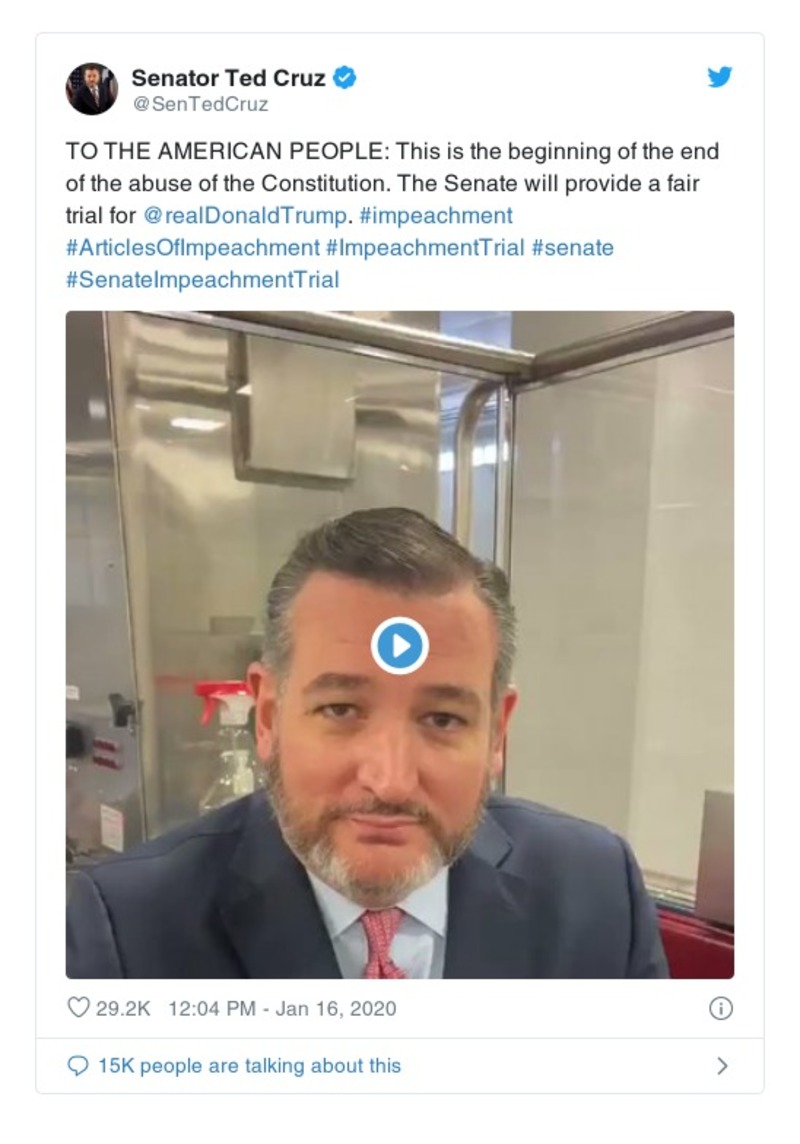 Senator Ted Cruz
@SenTedCruz
TO THE AMERICAN PEOPLE: This is the beginning of the end
of the abuse of the Constitution. The Senate will provide a fair
trial for @realDonaldTrump. #impeachment
#ArticlesOfImpeachment #ImpeachmentTrial #senate
#SenateImpeachmentTrial
29.2K 12:04 PM - Jan 16, 2020
15K people are talking about this